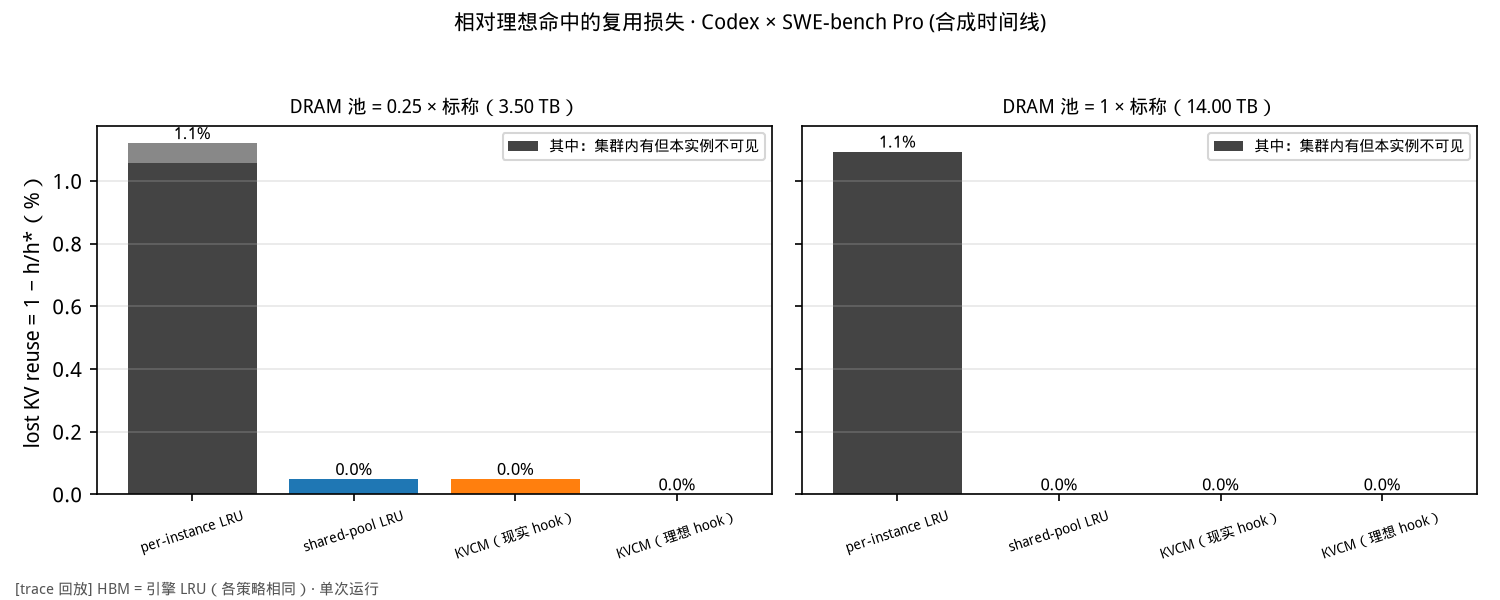 相对理想命中的复用损失 · Codex × SWE-bench Pro (合成时间线)
DRAM 池 = 0.25 × 标称（3.50 TB）
lost KV reuse = 1 − h/h*（%）
1.0
0.8
0.6
0.4
0.2
0.0
其中：集群内有但本实例不可见
1.1%
0.0%
0.0%
0.0%
per-instance LRU
shared-pool LRU
KVCM（现实 hook）
KVCM（理想 hook）
DRAM 池 = 1 × 标称（14.00 TB）
其中：集群内有但本实例不可见
1.1%
0.0%
0.0%
0.0%
per-instance LRU
shared-pool LRU
KVCM（现实 hook）
KVCM（理想 hook）
[trace 回放] HBM = 引擎 LRU（各策略相同）· 单次运行